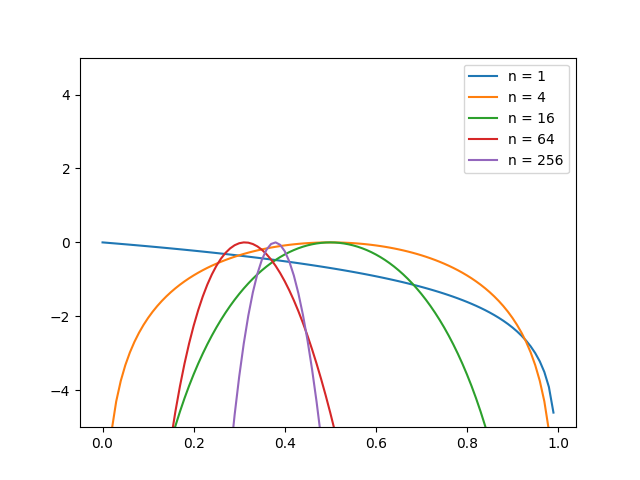 n = 1
n = 4
n = 16
n = 64
n = 256
4
2
0
−2
−4
0.0 0.2 0.4 0.6 0.8 1.0